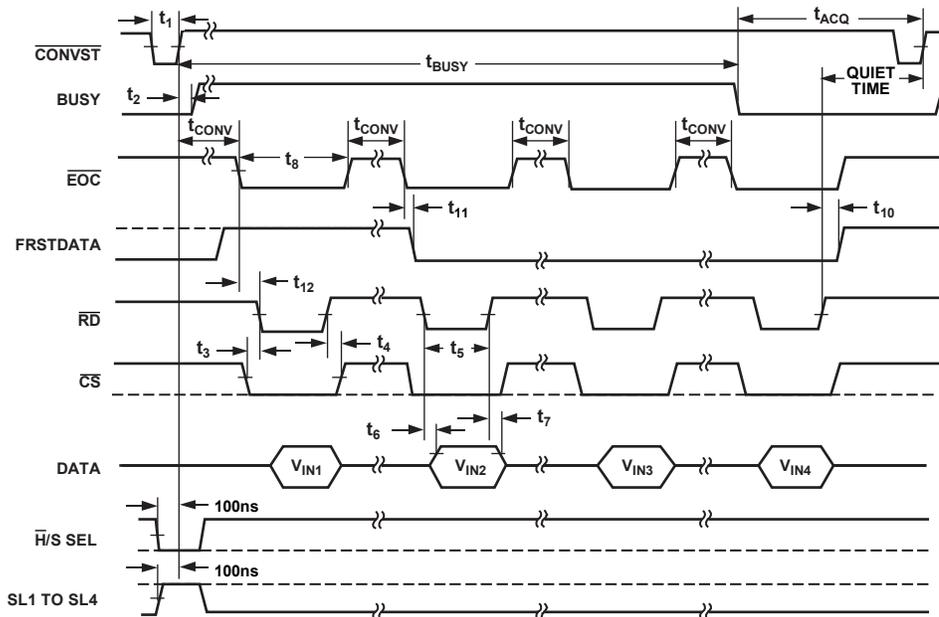 t1
tACQ
CONVST
tBUSY
QUIET
TIME
BUSY
t2
tCONV
tCONV
tCONV
tCONV
t8
EOC
t11
t10
FRSTDATA
t12
RD
t3
t4
t5
CS
t6
t7
DATA
VIN1
VIN2
VIN3
VIN4
100ns
H̅/S SEL
100ns
SL1 TO SL4